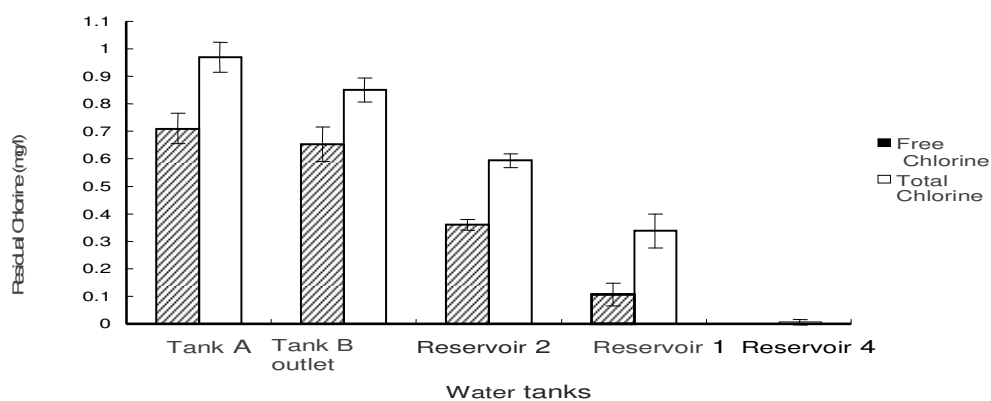 1.1
1
0.9
0.8
0.7
0.6
0.5
0.4
0.3
0.2
0.1
0
Residual Chlorine (mg/l)
Tank A
Tank B
outlet
Reservoir 2
Reservoir 1
Reservoir 4
Water tanks
Free
Chlorine
Total
Chlorine